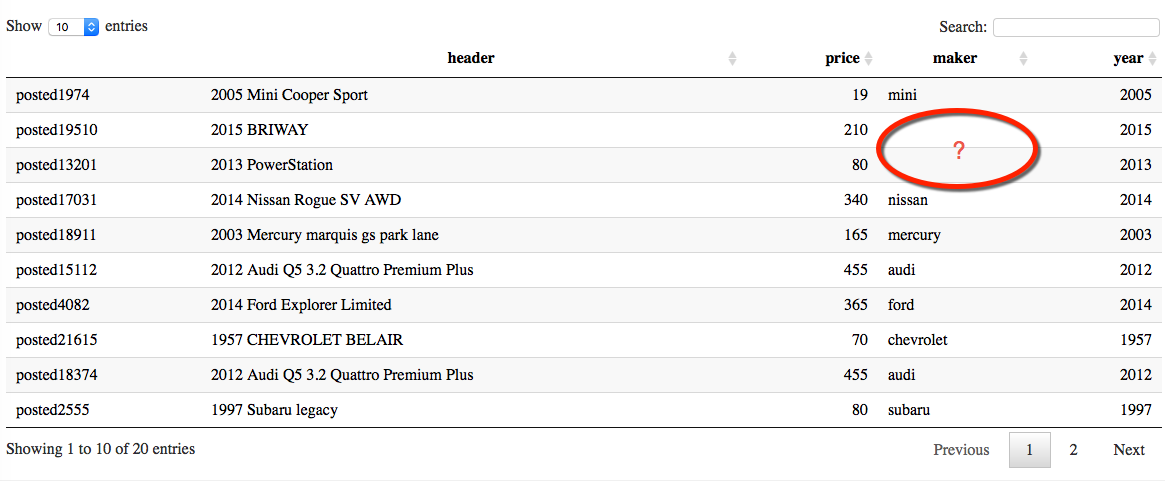 Show 10 entries Search:
header price maker year
posted1974 2005 Mini Cooper Sport 19 mini 2005
posted19510 2015 BRIWAY 210 2015
?
posted13201 2013 PowerStation 80 2013
posted17031 2014 Nissan Rogue SV AWD 340 nissan 2014
posted18911 2003 Mercury marquis gs park lane 165 mercury 2003
posted15112 2012 Audi Q5 3.2 Quattro Premium Plus 455 audi 2012
posted4082 2014 Ford Explorer Limited 365 ford 2014
posted21615 1957 CHEVROLET BELAIR 70 chevrolet 1957
posted18374 2012 Audi Q5 3.2 Quattro Premium Plus 455 audi 2012
posted2555 1997 Subaru legacy 80 subaru 1997
Showing 1 to 10 of 20 entries Previous 1 2 Next